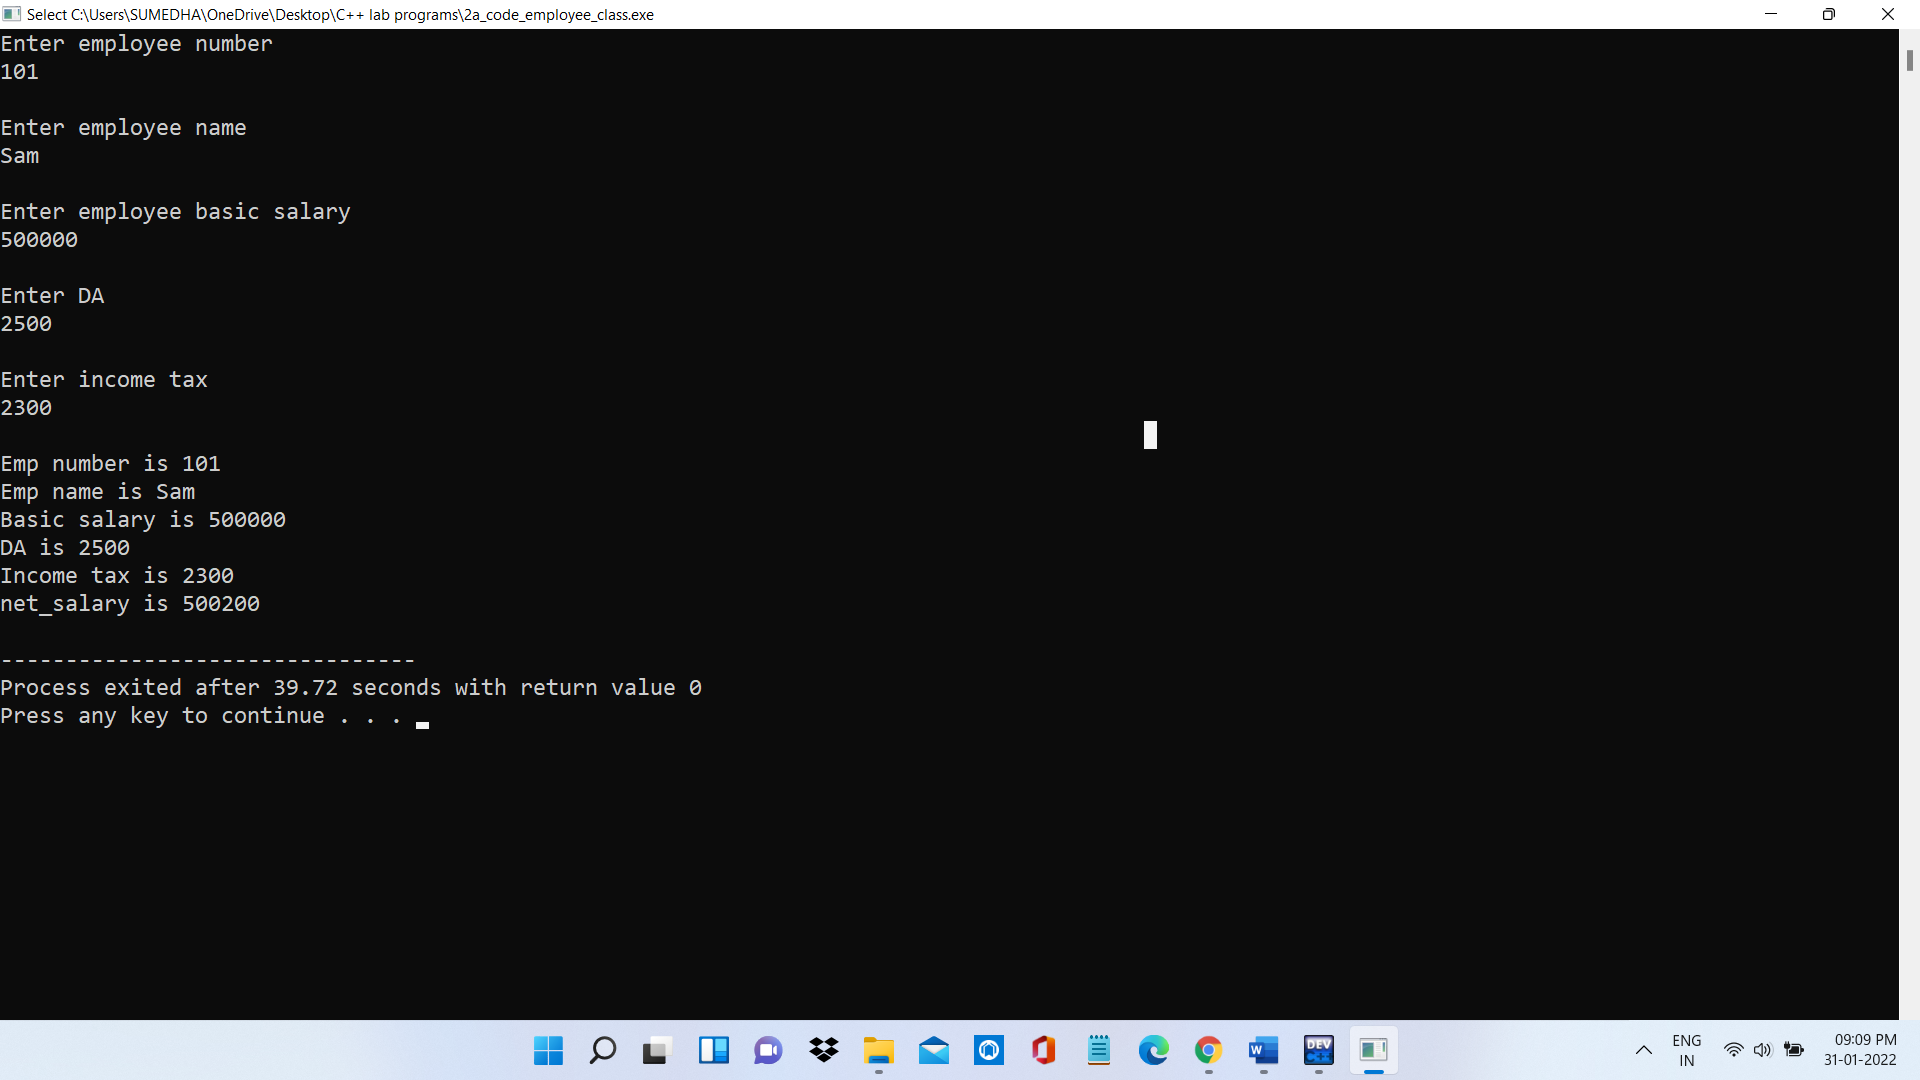 Select C:\Users\SUMEDHA\OneDrive\Desktop\C++ lab programs\2a_code_employee_class.exe
Enter employee number
101
Enter employee name
Sam
Enter employee basic salary
500000
Enter DA
2500
Enter income tax
2300
Emp number is 101
Emp name is Sam
Basic salary is 500000
DA is 2500
Income tax is 2300
net_salary is 500200
--------------------------------
Process exited after 39.72 seconds with return value 0
Press any key to continue . . .
W
DEV
C++
ENG
IN
09:09 PM
31-01-2022